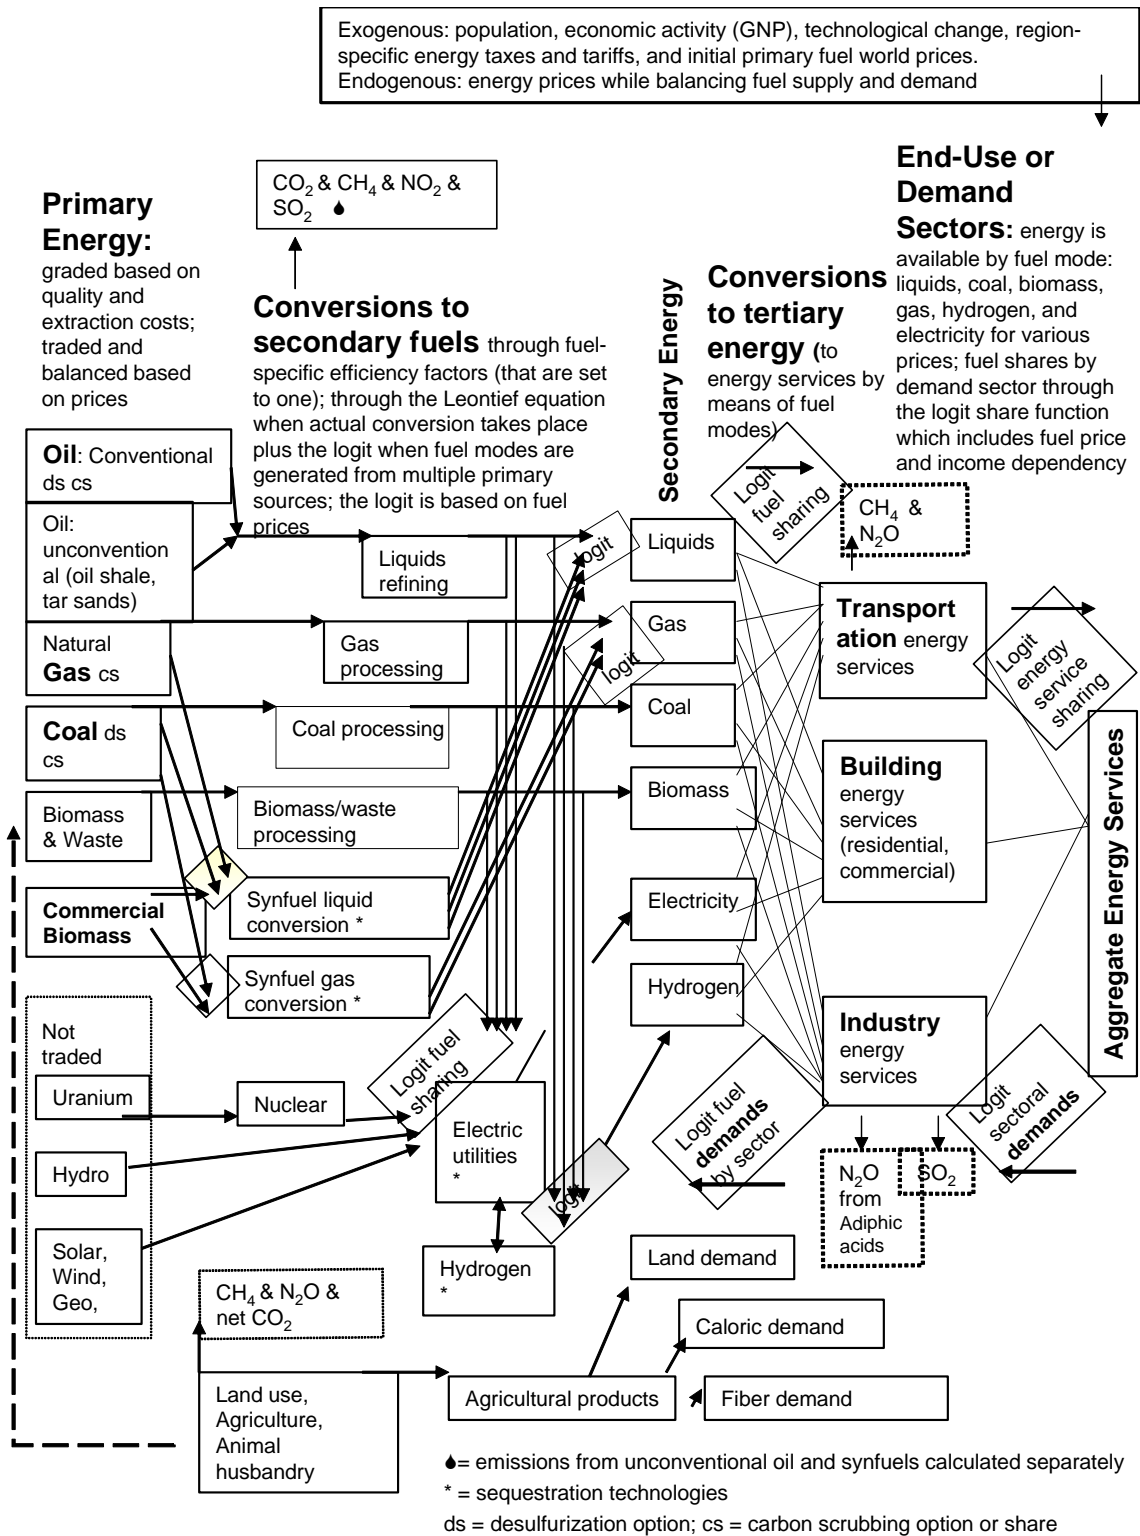 Exogenous: population, economic activity (GNP), technological change, region-
specific energy taxes and tariffs, and initial primary fuel world prices.
Endogenous: energy prices while balancing fuel supply and demand
CO2 & CH4 & NO2 &
SO2
Primary
Energy:
graded based on
quality and
extraction costs;
traded and
balanced based
on prices
Conversions to
secondary fuels through fuel-
specific efficiency factors (that are set
to one); through the Leontief equation
when actual conversion takes place
plus the logit when fuel modes are
generated from multiple primary
sources; the logit is based on fuel
prices
Secondary Energy
Conversions
to tertiary
energy (to
energy services by
means of fuel
modes)
End-Use or
Demand
Sectors: energy is
available by fuel mode:
liquids, coal, biomass,
gas, hydrogen, and
electricity for various
prices; fuel shares by
demand sector through
the logit share function
which includes fuel price
and income dependency
Oil: Conventional
ds cs
Oil:
unconvention
al (oil shale,
tar sands)
Natural
Gas cs
Coal ds
cs
Biomass
& Waste
Commercial
Biomass
Not
traded
Uranium
Hydro
Solar,
Wind,
Geo,
Liquids
refining
Gas
processing
Coal processing
Biomass/waste
processing
Synfuel liquid
conversion *
Synfuel gas
conversion *
Nuclear
Logit fuel
sharing
Electric
utilities
*
Hydrogen
*
logit
logit
logit
Liquids
Gas
Coal
Biomass
Electricity
Hydrogen
Logit
fuel
sharing
CH4 &
N2O
Transport
ation energy
services
Building
energy
services
(residential,
commercial)
Industry
energy
services
Logit
energy
service
sharing
Aggregate Energy Services
Logit fuel
demands
by sector
Logit
sectoral
demands
N2O
from
Adiphic
acids
SO2
CH4 & N2O &
net CO2
Land use,
Agriculture,
Animal
husbandry
Agricultural products
Land demand
Caloric demand
Fiber demand
= emissions from unconventional oil and synfuels calculated separately
* = sequestration technologies
ds = desulfurization option; cs = carbon scrubbing option or share